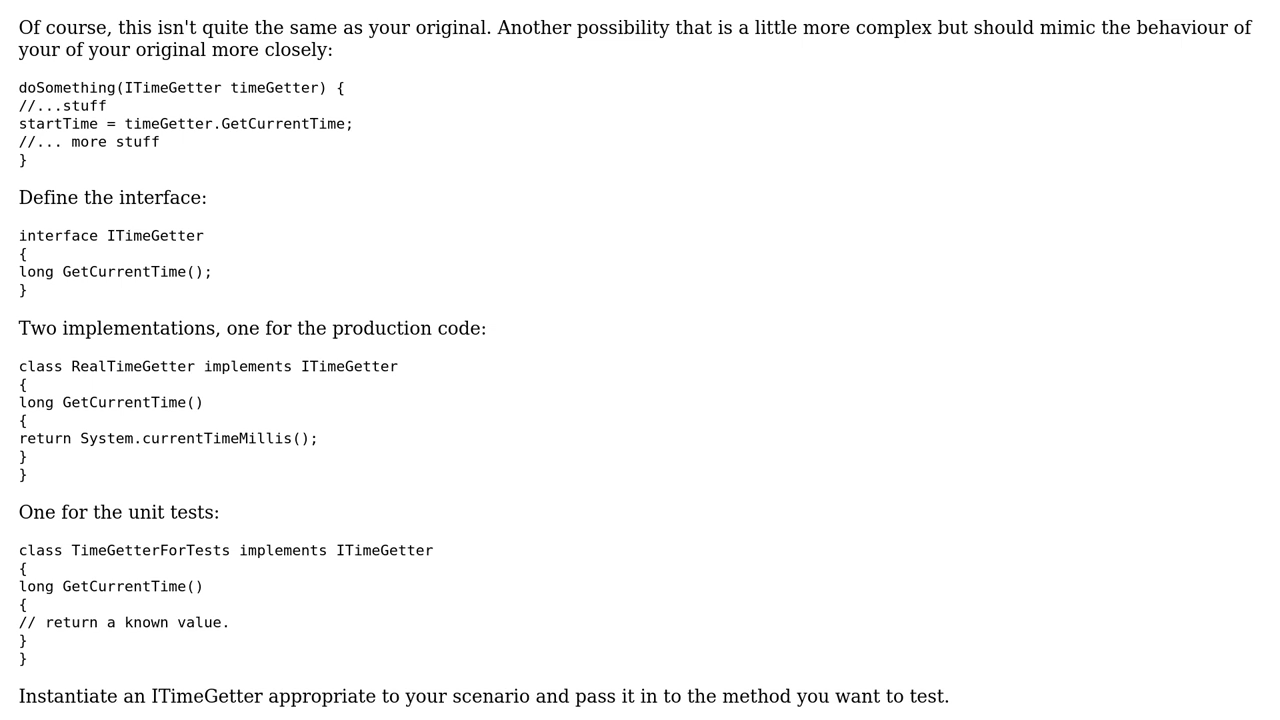 Of course, this isn't quite the same as your original. Another possibility that is a little more complex but should mimic the behaviour of
your of your original more closely:
doSomething(ITimeGetter timeGetter) {
//...stuff
startTime = timeGetter.GetCurrentTime;
//... more stuff
}
Define the interface:
interface ITimeGetter
{
long GetCurrentTime();
}
Two implementations, one for the production code:
class RealTimeGetter implements ITimeGetter
{
long GetCurrentTime()
{
return System.currentTimeMillis();
}
}
One for the unit tests:
class TimeGetterForTests implements ITimeGetter
{
long GetCurrentTime()
{
// return a known value.
}
}
Instantiate an ITimeGetter appropriate to your scenario and pass it in to the method you want to test.